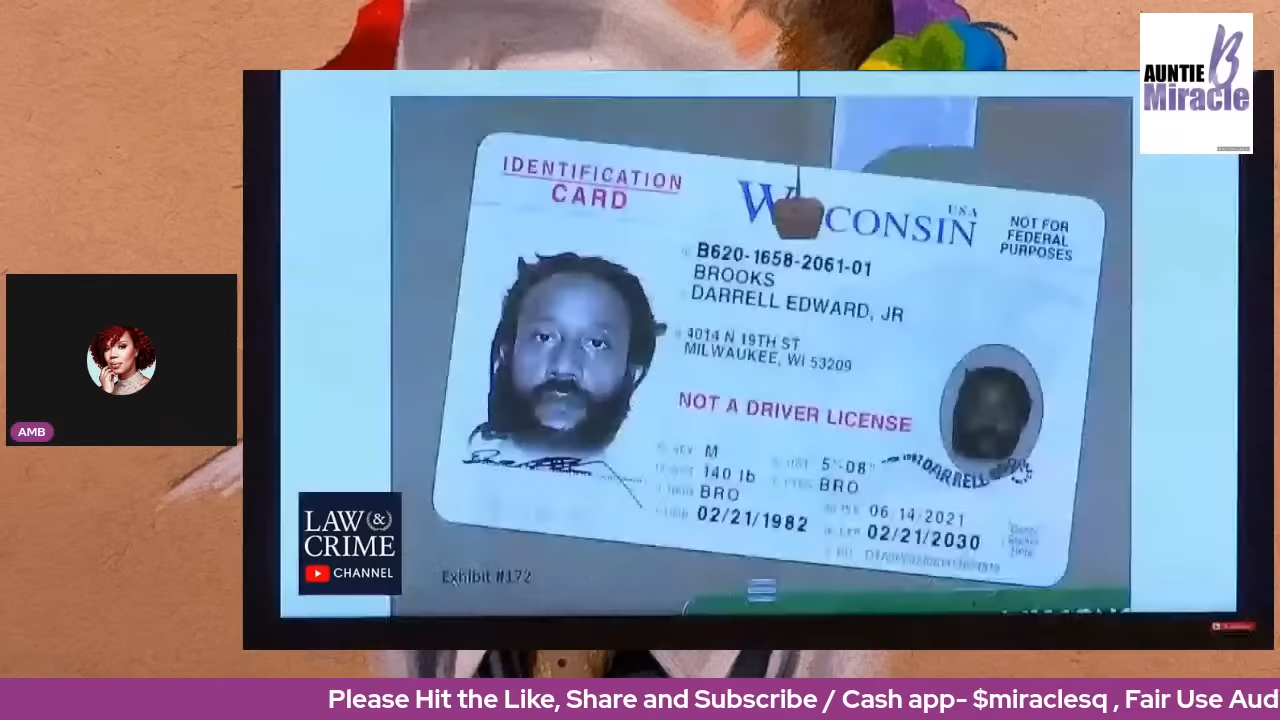 AUNTIE B
Miracle
IDENTIFICATION
CARD
WISCONSIN
USA
NOT FOR
FEDERAL
PURPOSES
B620-1658-2061-01
BROOKS
DARRELL EDWARD, JR
4014 N 19TH ST
MILWAUKEE, WI 53209
NOT A DRIVER LICENSE
M
5'-08"
140 lb
BRO
BRO
06/14/2021
02/21/1982
02/21/2030
DARRELL
AMB
LAW &
CRIME
CHANNEL
Exhibit #172
Please Hit the Like, Share and Subscribe / Cash app- $miraclesq , Fair Use Aud